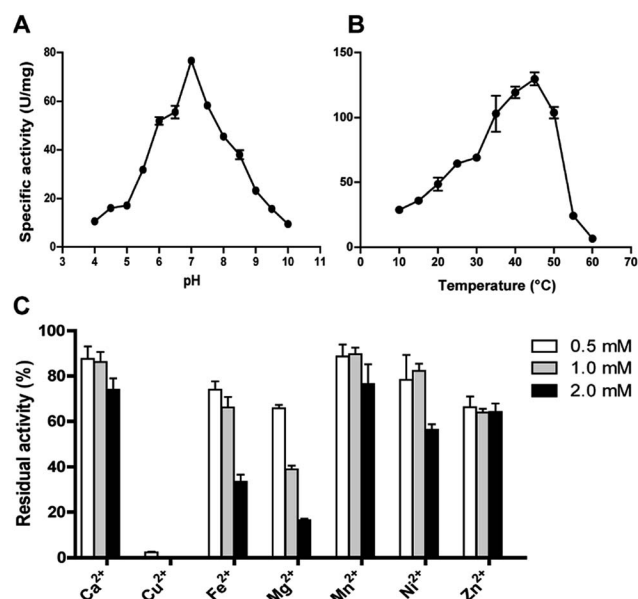 A
B
Specific activity (U/mg)
80
60
40
20
0
3 4 5 6 7 8 9 10 11
pH
150
100
50
0
0 10 20 30 40 50 60 70
Temperature (°C)
C
Residual activity (%)
100
80
60
40
20
0
Ca²⁺ Cu²⁺ Fe²⁺ Mg²⁺ Mn²⁺ Ni²⁺ Zn²⁺
0.5 mM
1.0 mM
2.0 mM